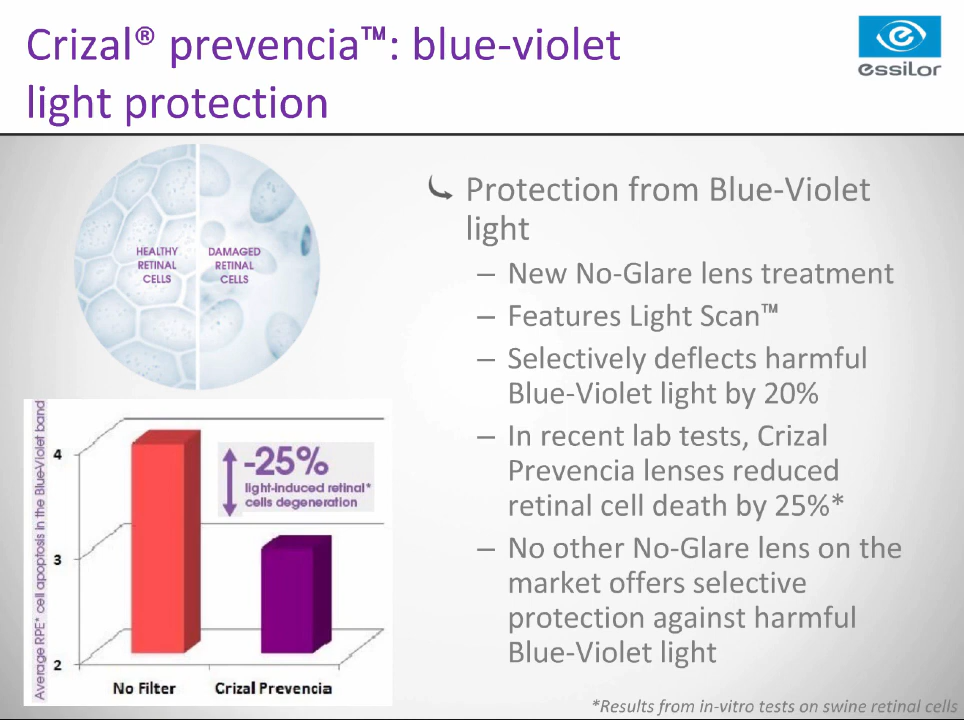 Crizal® prevencia™: blue-violet
light protection
essilor
HEALTHY
RETINAL
CELLS
DAMAGED
RETINAL
CELLS
Protection from Blue-Violet
light
– New No-Glare lens treatment
– Features Light Scan™
– Selectively deflects harmful
Blue-Violet light by 20%
– In recent lab tests, Crizal
Prevencia lenses reduced
retinal cell death by 25%*
– No other No-Glare lens on the
market offers selective
protection against harmful
Blue-Violet light
Average RPE* cell apoptosis in the Blue-Violet band
4
3
2
-25%
light-induced retinal*
cells degeneration
No Filter
Crizal Prevencia
*Results from in-vitro tests on swine retinal cells